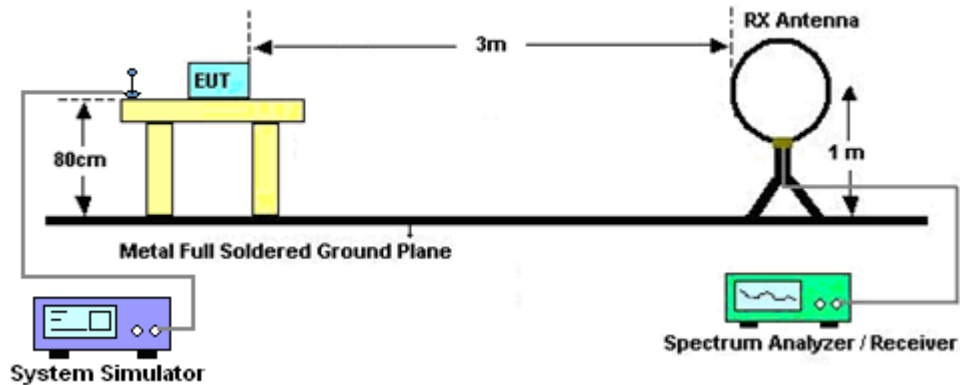 RX Antenna
3m
EUT
80cm
1 m
Metal Full Soldered Ground Plane
System Simulator
Spectrum Analyzer / Receiver